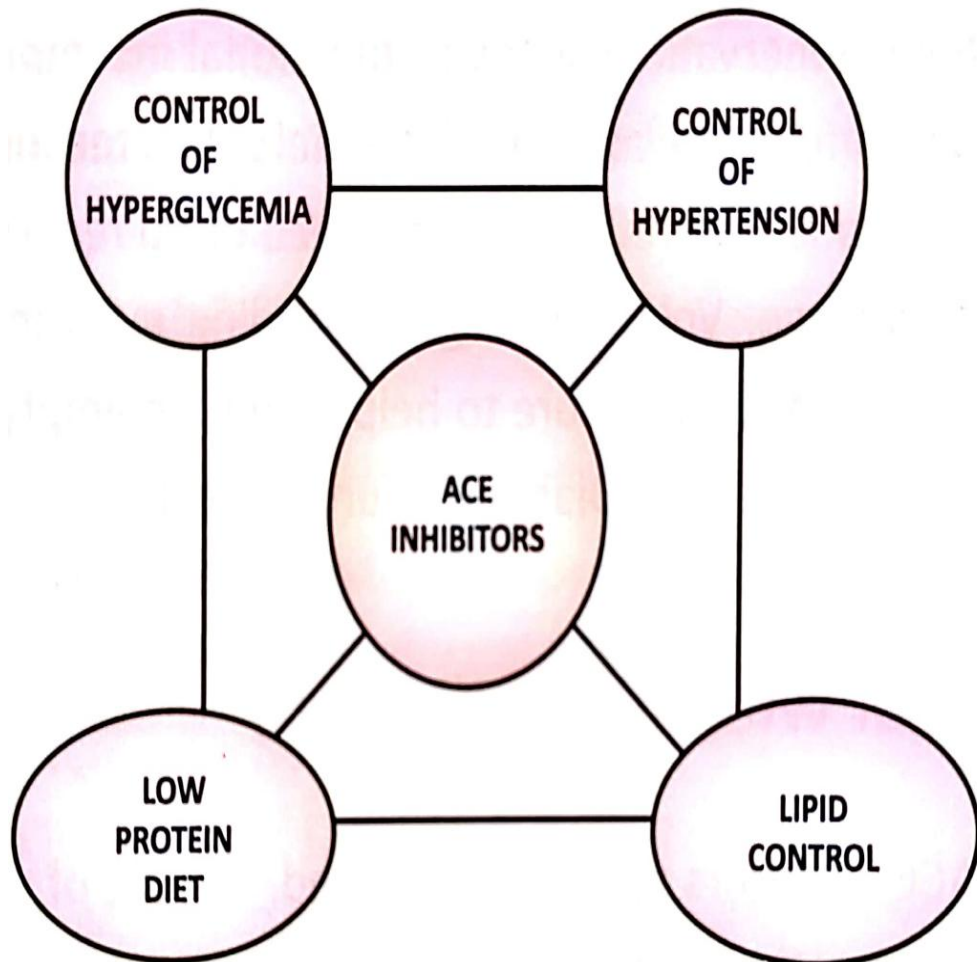 CONTROL
OF
HYPERGLYCEMIA
CONTROL
OF
HYPERTENSION
ACE
INHIBITORS
LOW
PROTEIN
DIET
LIPID
CONTROL